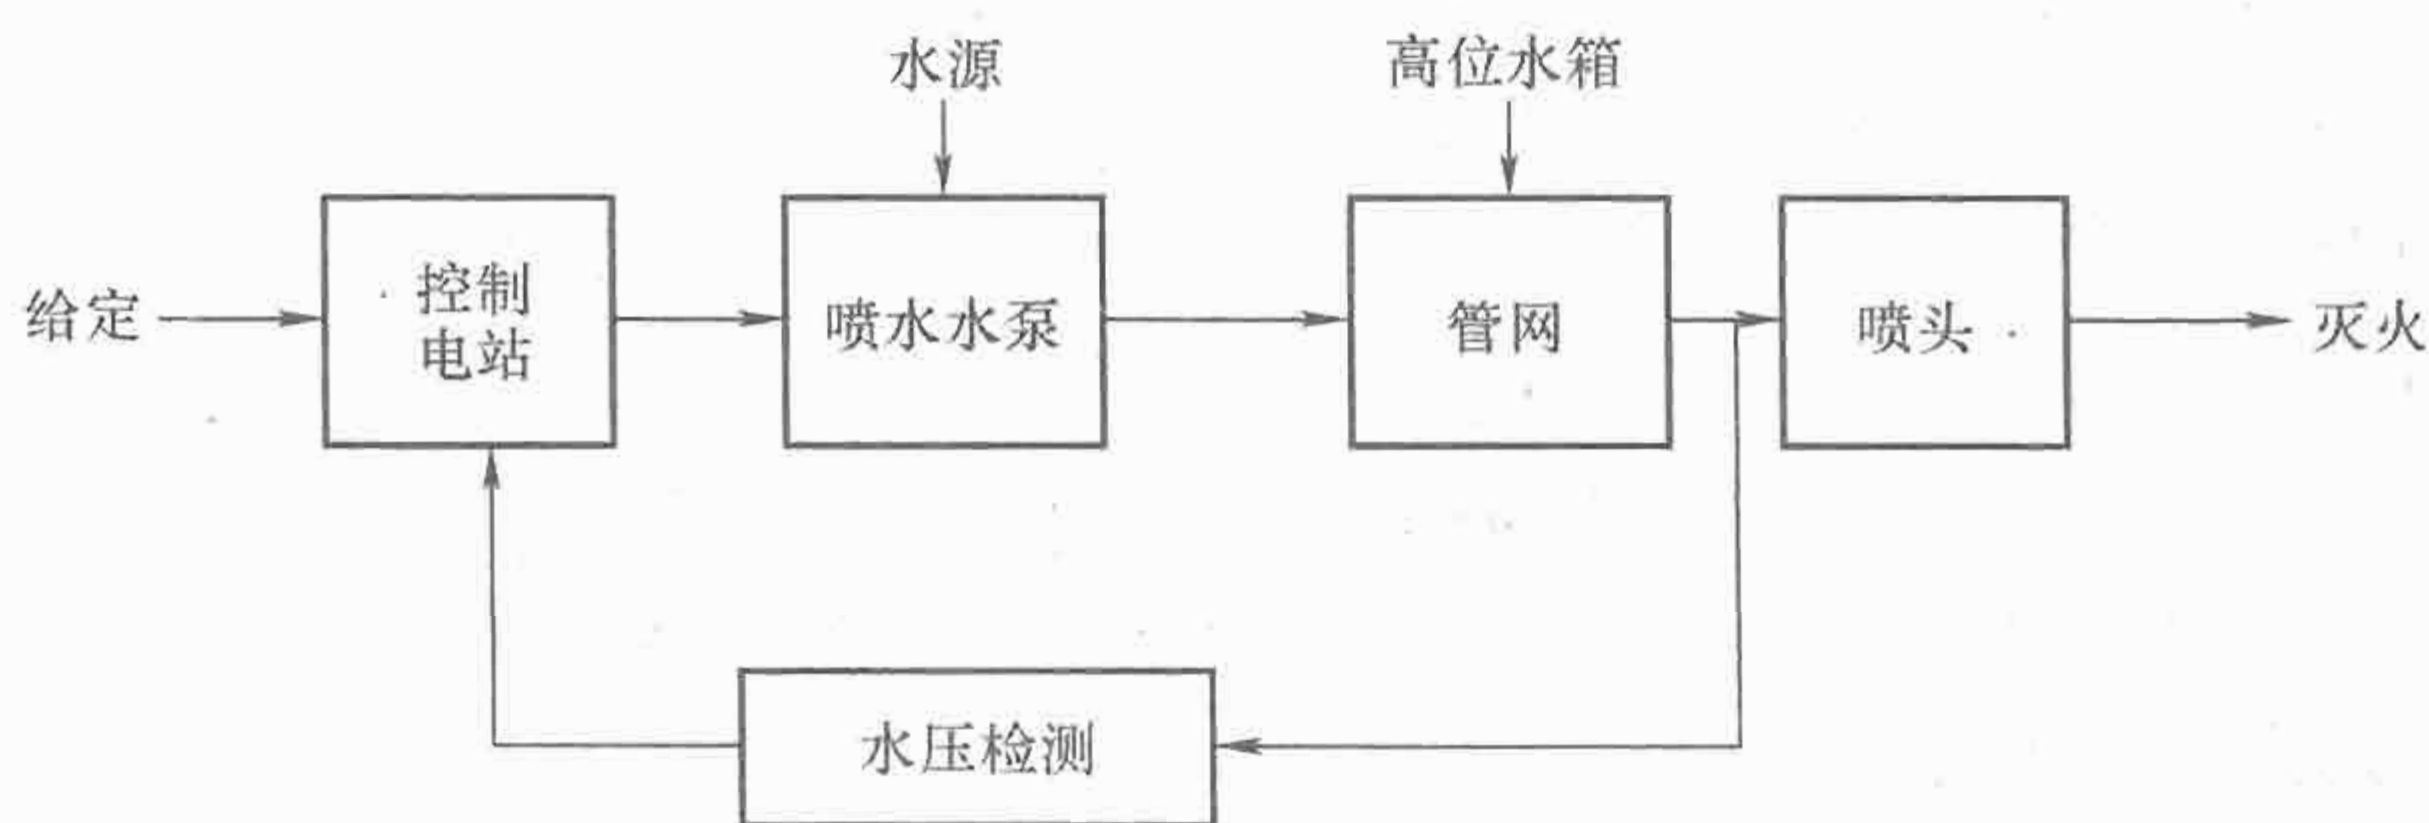 水源
高位水箱
给定
控制
电站
喷水水泵
管网
喷头
灭火
水压检测